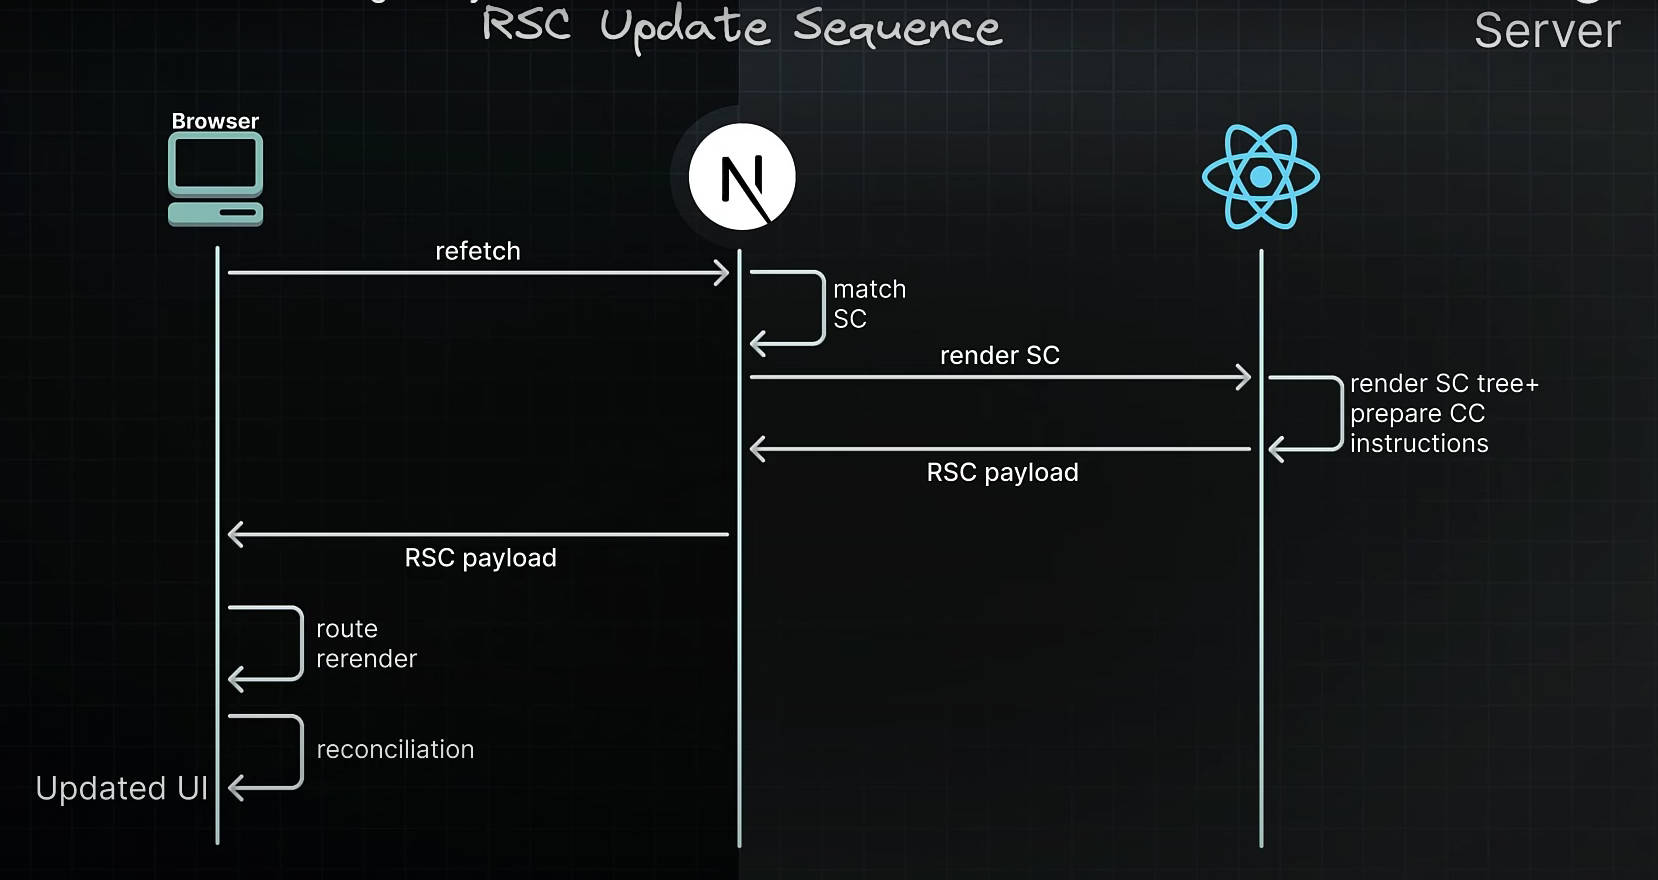 RSC Update Sequence
Server
Browser
refetch
match
SC
render SC
render SC tree+
prepare CC
instructions
RSC payload
RSC payload
route
rerender
reconciliation
Updated UI